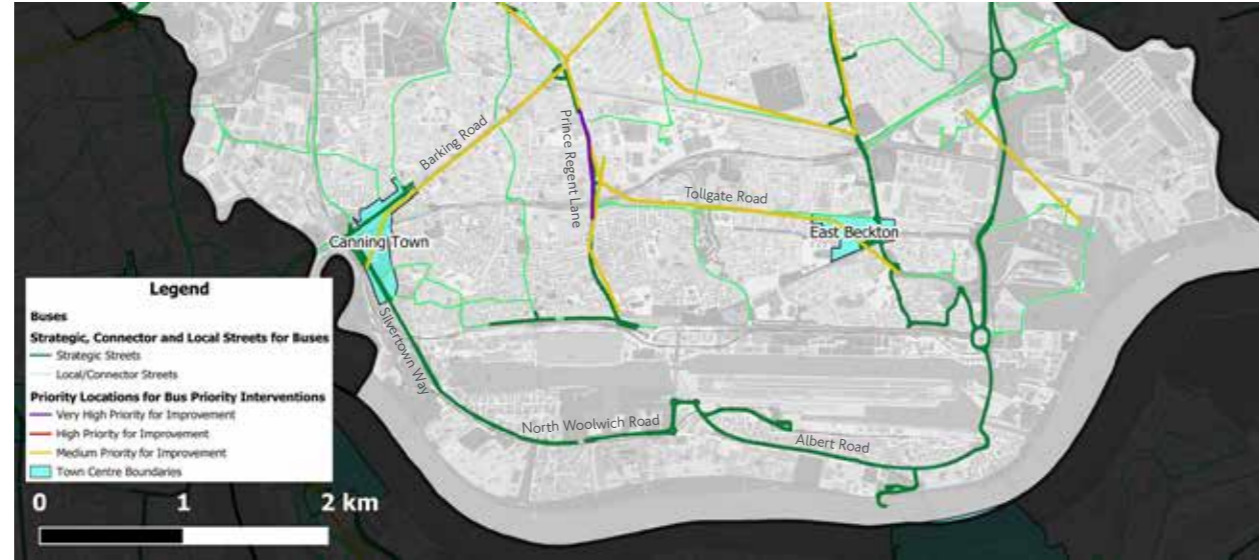 Barking Road
Prince Regent Lane
Tollgate Road
East Beckton
Canning Town
Silvertown Way
North Woolwich Road
Albert Road
Legend
Buses
Strategic, Connector and Local Streets for Buses
Strategic Streets
Local/Connector Streets
Priority Locations for Bus Priority Interventions
Very High Priority for Improvement
High Priority for Improvement
Medium Priority for Improvement
Town Centre Boundaries
0 1 2 km